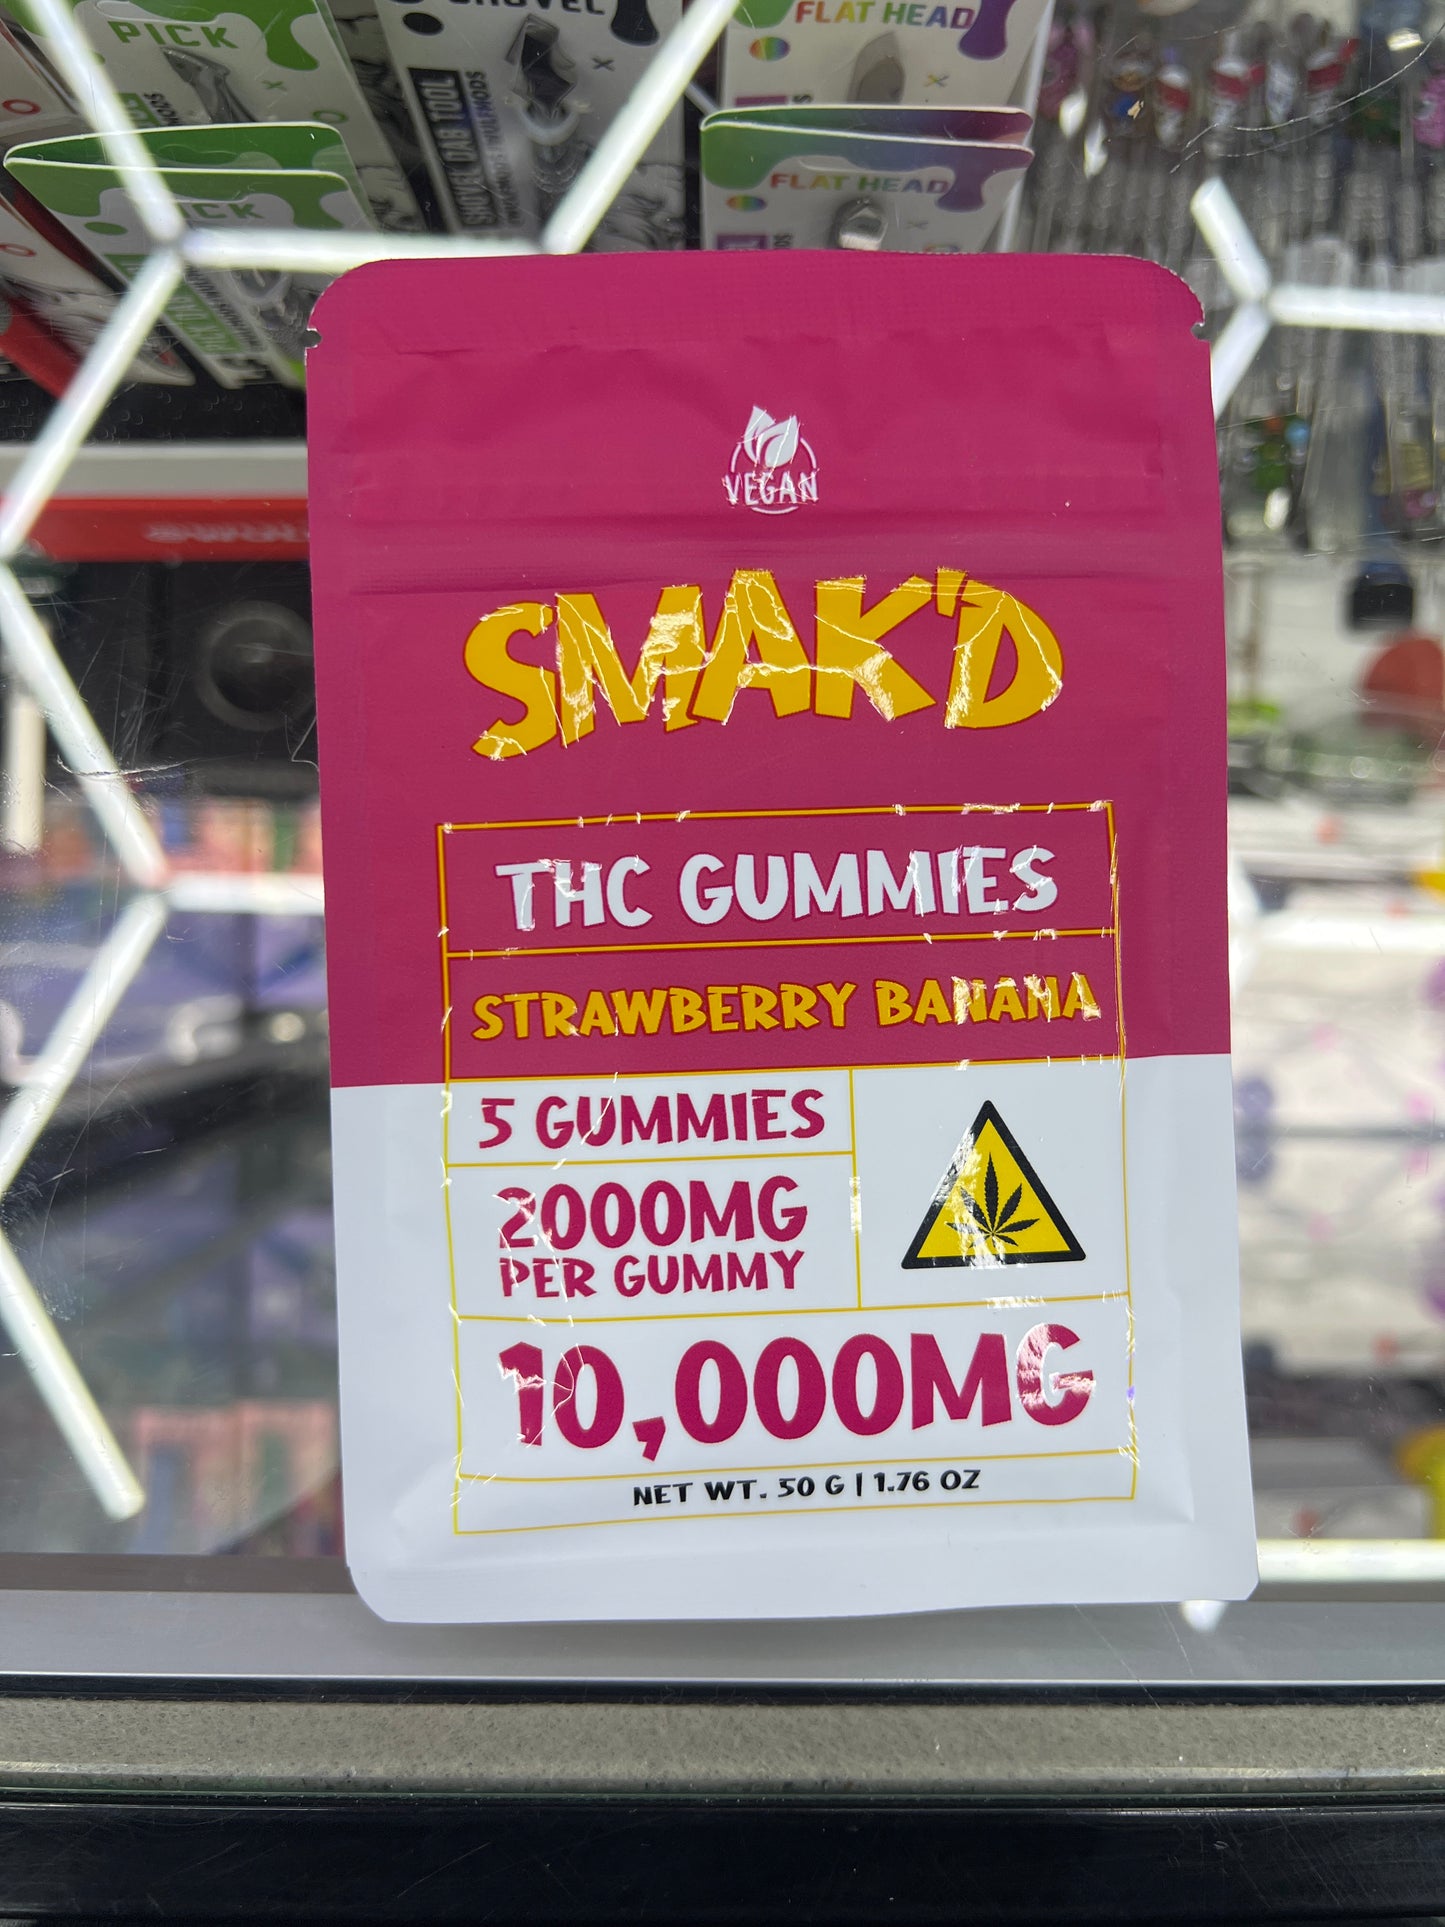 PICK
SHOVEL
FLAT HEAD
SHOVEL DAB TOOL
FLAT HEAD
VEGAN
SMAK'D
THC GUMMIES
STRAWBERRY BANANA
5 GUMMIES
2000MG
PER GUMMY
10,000MG
NET WT. 50 G | 1.76 OZ